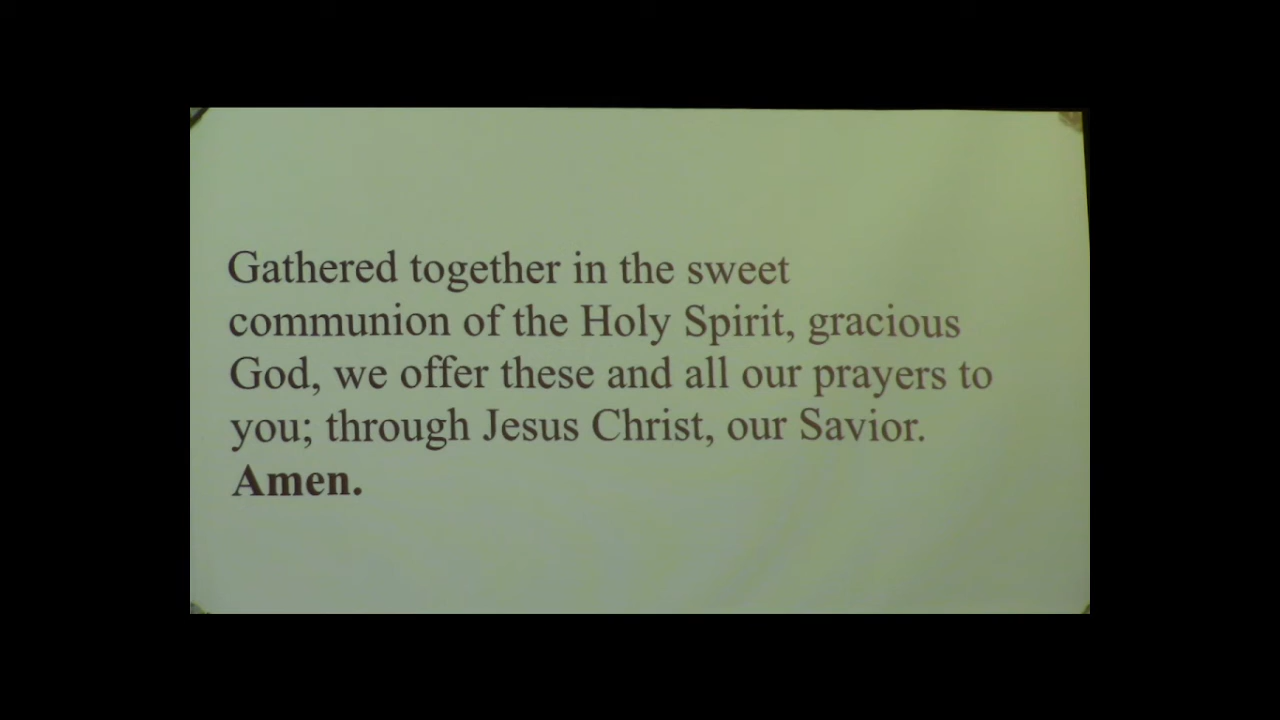 Gathered together in the sweet
communion of the Holy Spirit, gracious
God, we offer these and all our prayers to
you; through Jesus Christ, our Savior.
Amen.